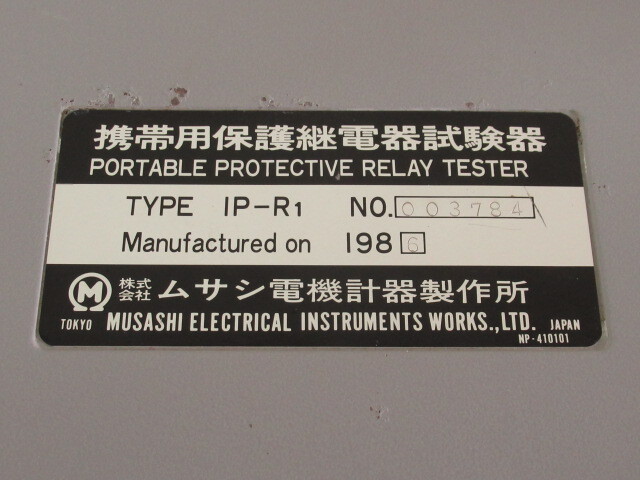 携帯用保護継電器試験器
PORTABLE PROTECTIVE RELAY TESTER
TYPE IP-R1 NO. 003784
Manufactured on 1986
M 株式会社 ムサシ電機計器製作所
TOKYO MUSASHI ELECTRICAL INSTRUMENTS WORKS.,LTD. JAPAN
NP-410101